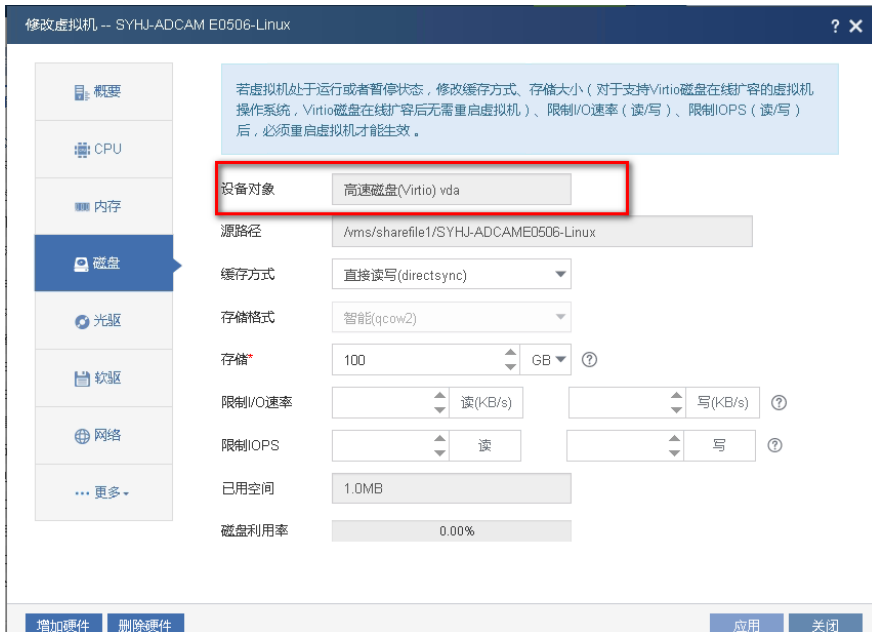 修改虚拟机 -- SYHJ-ADCAM E0506-Linux
?
概要
CPU
内存
磁盘
光驱
软驱
网络
... 更多
若虚拟机处于运行或者暂停状态，修改缓存方式、存储大小（对于支持Virtio磁盘在线扩容的虚拟机
操作系统，Virtio磁盘在线扩容后无需重启虚拟机）、限制I/O速率（读/写）、限制IOPS（读/写）
后，必须重启虚拟机才能生效。
设备对象 高速磁盘(Virtio) vda
源路径 /vms/sharefile1/SYHJ-ADCAME0506-Linux
缓存方式 直接读写(directsync)
存储格式 智能(qcow2)
存储* 100 GB ?
限制I/O速率 读(KB/s) 写(KB/s) ?
限制IOPS 读 写 ?
已用空间 1.0MB
磁盘利用率 0.00%
增加硬件 删除硬件 应用 关闭